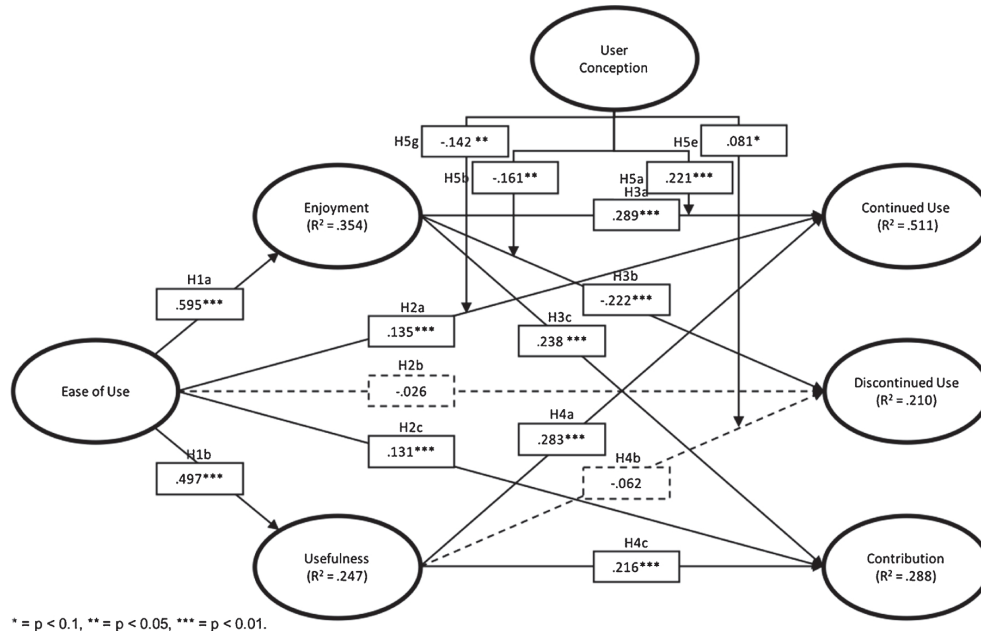 User
Conception
H5g
-.142 **
H5e
.081*
H5b
-.161**
H5a
.221***
H3a
.289***
Enjoyment
(R² = .354)
Continued Use
(R² = .511)
H1a
.595***
H2a
.135***
H3b
-.222***
H3c
.238 ***
H2b
-.026
Ease of Use
Discontinued Use
(R² = .210)
H2c
.131***
H4a
.283***
H4b
-.062
H1b
.497***
Usefulness
(R² = .247)
H4c
.216***
Contribution
(R² = .288)
* = p < 0.1, ** = p < 0.05, *** = p < 0.01.